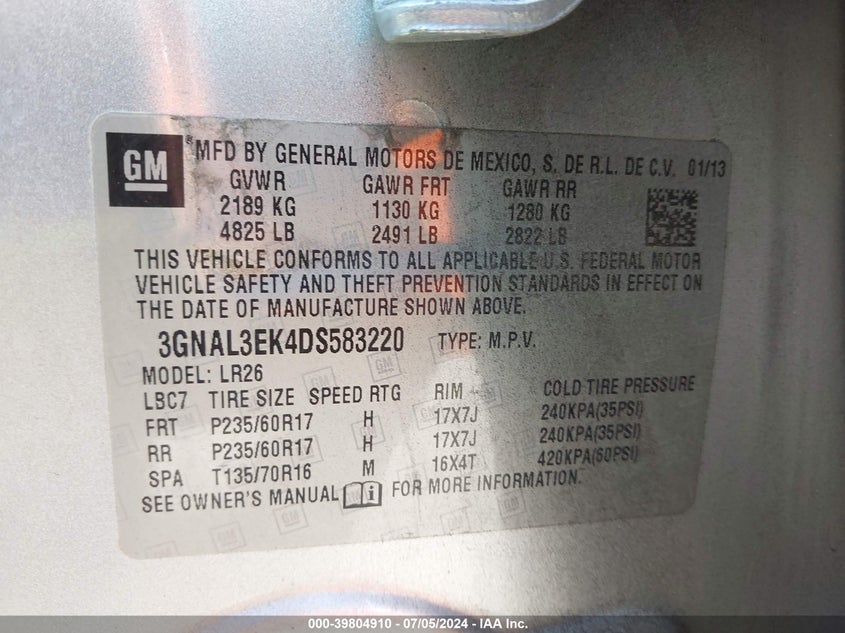 GM
MFD BY GENERAL MOTORS DE MEXICO, S. DE R.L. DE C.V. 01/13
GVWR GAWR FRT GAWR RR
2189 KG 1130 KG 1280 KG
4825 LB 2491 LB 2822 LB
THIS VEHICLE CONFORMS TO ALL APPLICABLE U.S. FEDERAL MOTOR
VEHICLE SAFETY AND THEFT PREVENTION STANDARDS IN EFFECT ON
THE DATE OF MANUFACTURE SHOWN ABOVE.
3GNAL3EK4DS583220 TYPE: M.P.V.
MODEL: LR26
LBC7 TIRE SIZE SPEED RTG RIM COLD TIRE PRESSURE
FRT P235/60R17 H 17X7J 240KPA(35PSI)
RR P235/60R17 H 17X7J 240KPA(35PSI)
SPA T135/70R16 M 16X4T 420KPA(60PSI)
SEE OWNER'S MANUAL FOR MORE INFORMATION.
000-39804910 - 07/05/2024 - IAA Inc.